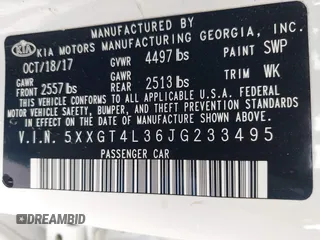 MANUFACTURED BY
KIA KIA MOTORS MANUFACTURING GEORGIA, INC.
OCT/18/17 GVWR 4497 lbs PAINT SWP
GAWR FRONT 2557 lbs GAWR REAR 2513 lbs TRIM WK
THIS VEHICLE CONFORMS TO ALL APPLICABLE U.S.A. FEDERAL MOTOR VEHICLE SAFETY, BUMPER, AND THEFT PREVENTION STANDARDS IN EFFECT ON THE DATE OF MANUFACTURE SHOWN ABOVE.
V.I.N. 5XXGT4L36JG233495
PASSENGER CAR
DREAMBID